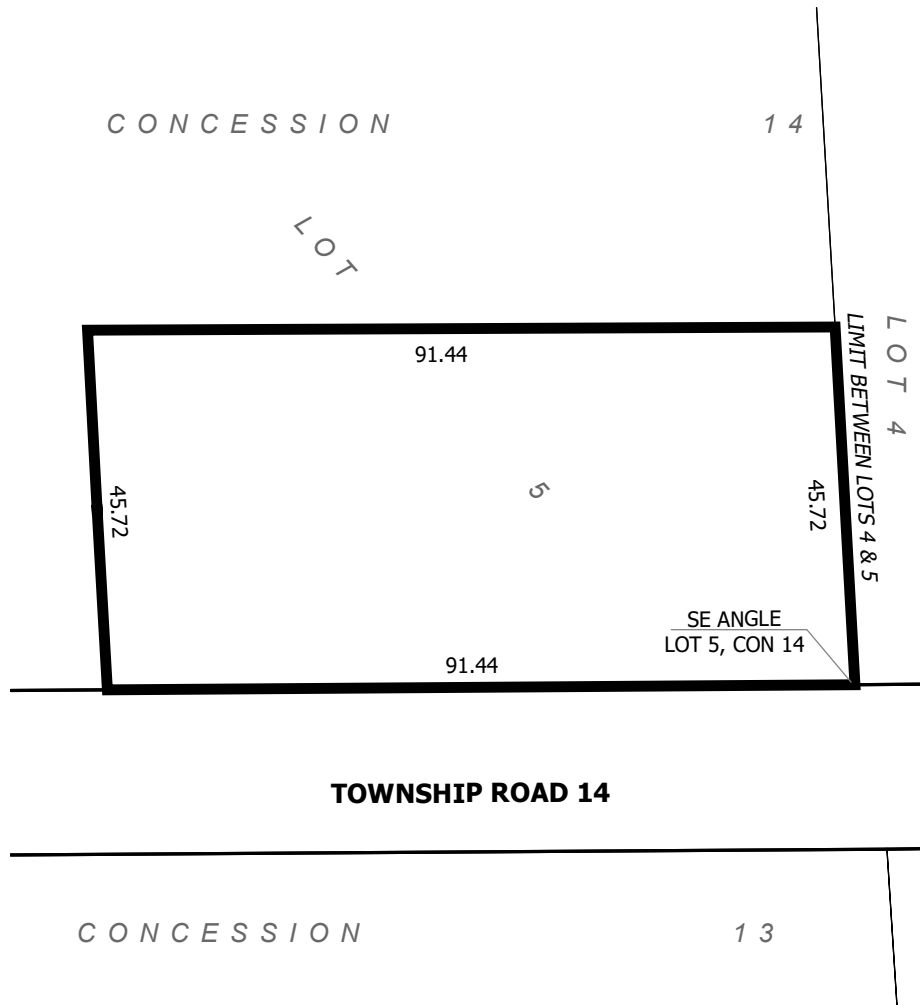 CONCESSION 14
LOT
LOT 4
LIMIT BETWEEN LOTS 4 & 5
91.44
45.72
5
45.72
SE ANGLE
LOT 5, CON 14
91.44
TOWNSHIP ROAD 14
CONCESSION 13